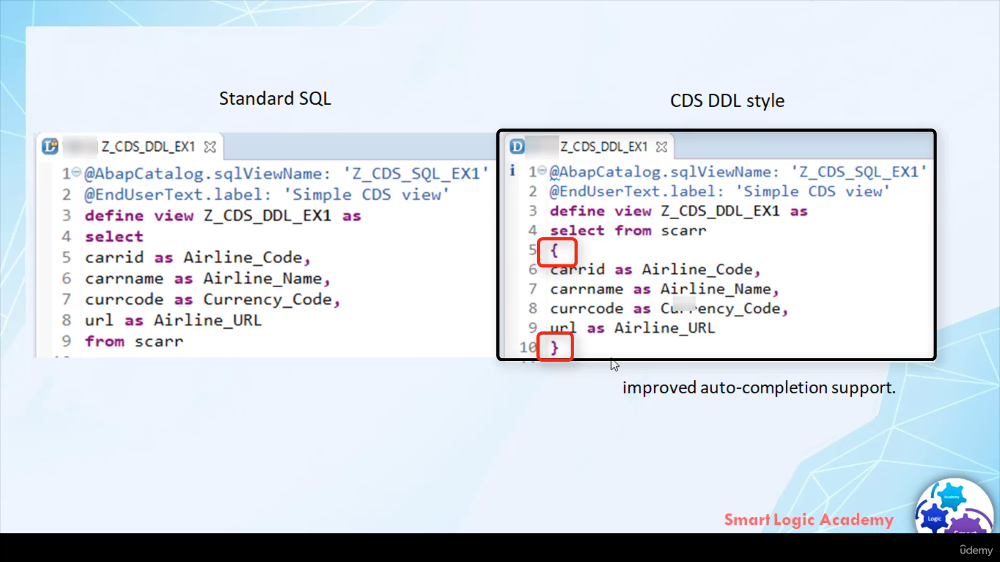 Standard SQL
Z_CDS_DDL_EX1
1 @AbapCatalog.sqlViewName: 'Z_CDS_SQL_EX1'
2 @EndUserText.label: 'Simple CDS view'
3 define view Z_CDS_DDL_EX1 as
4 select
5 carrid as Airline_Code,
6 carrname as Airline_Name,
7 currcode as Currency_Code,
8 url as Airline_URL
9 from scarr
CDS DDL style
D Z_CDS_DDL_EX1
i 1 @AbapCatalog.sqlViewName: 'Z_CDS_SQL_EX1'
2 @EndUserText.label: 'Simple CDS view'
3 define view Z_CDS_DDL_EX1 as
4 select from scarr
5 {
6 carrid as Airline_Code,
7 carrname as Airline_Name,
8 currcode as Currency_Code,
9 url as Airline_URL
10 }
improved auto-completion support.
Smart Logic Academy
Academy
Logic
Smart
ûdemy